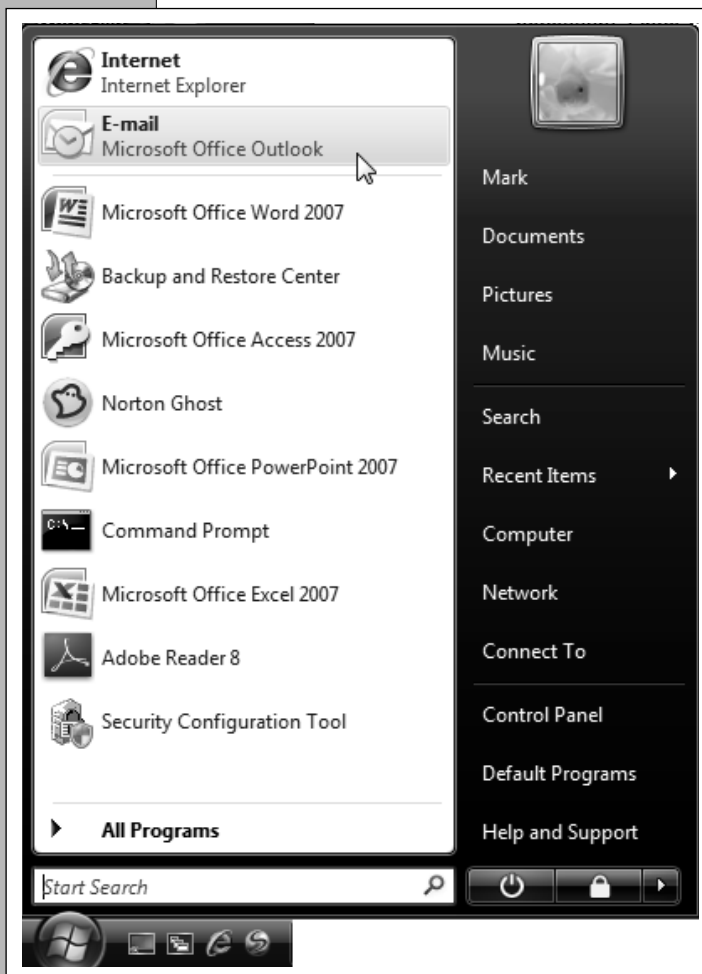 Internet
Internet Explorer
E-mail
Microsoft Office Outlook
Microsoft Office Word 2007
Backup and Restore Center
Microsoft Office Access 2007
Norton Ghost
Microsoft Office PowerPoint 2007
C:\_
Command Prompt
Microsoft Office Excel 2007
Adobe Reader 8
Security Configuration Tool
All Programs
Start Search
Mark
Documents
Pictures
Music
Search
Recent Items
Computer
Network
Connect To
Control Panel
Default Programs
Help and Support